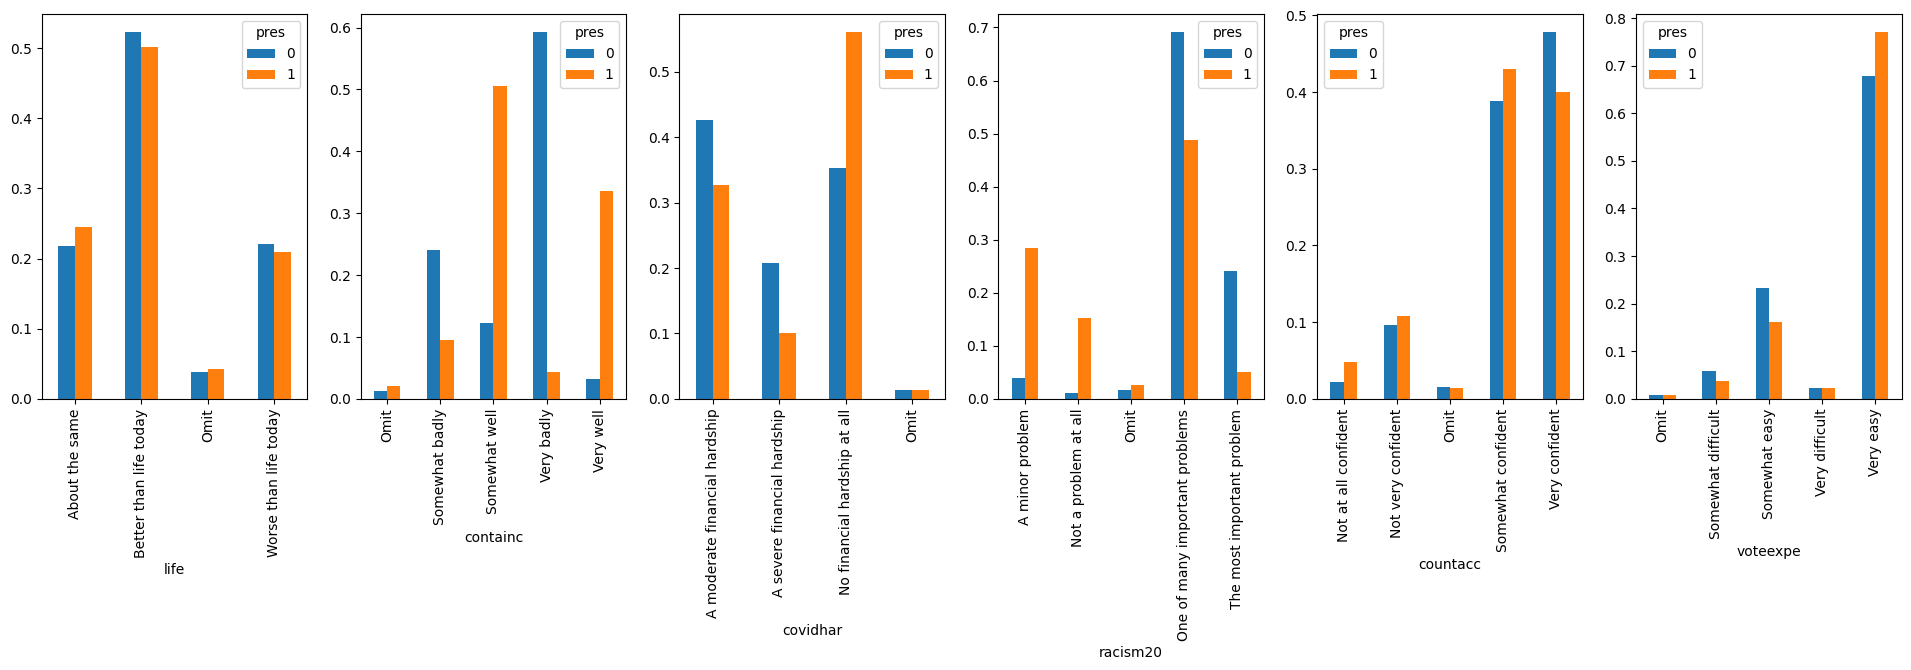 0.5
0.4
0.3
0.2
0.1
0.0
pres
0
1
About the same
Better than life today
Omit
Worse than life today
life
0.6
0.5
0.4
0.3
0.2
0.1
0.0
pres
0
1
Omit
Somewhat badly
Somewhat well
Very badly
Very well
containc
0.5
0.4
0.3
0.2
0.1
0.0
pres
0
1
A moderate financial hardship
A severe financial hardship
No financial hardship at all
Omit
covidhar
0.7
0.6
0.5
0.4
0.3
0.2
0.1
0.0
pres
0
1
A minor problem
Not a problem at all
Omit
One of many important problems
The most important problem
racism20
0.5
0.4
0.3
0.2
0.1
0.0
pres
0
1
Not at all confident
Not very confident
Omit
Somewhat confident
Very confident
countacc
0.8
0.7
0.6
0.5
0.4
0.3
0.2
0.1
0.0
pres
0
1
Omit
Somewhat difficult
Somewhat easy
Very difficult
Very easy
voteexpe